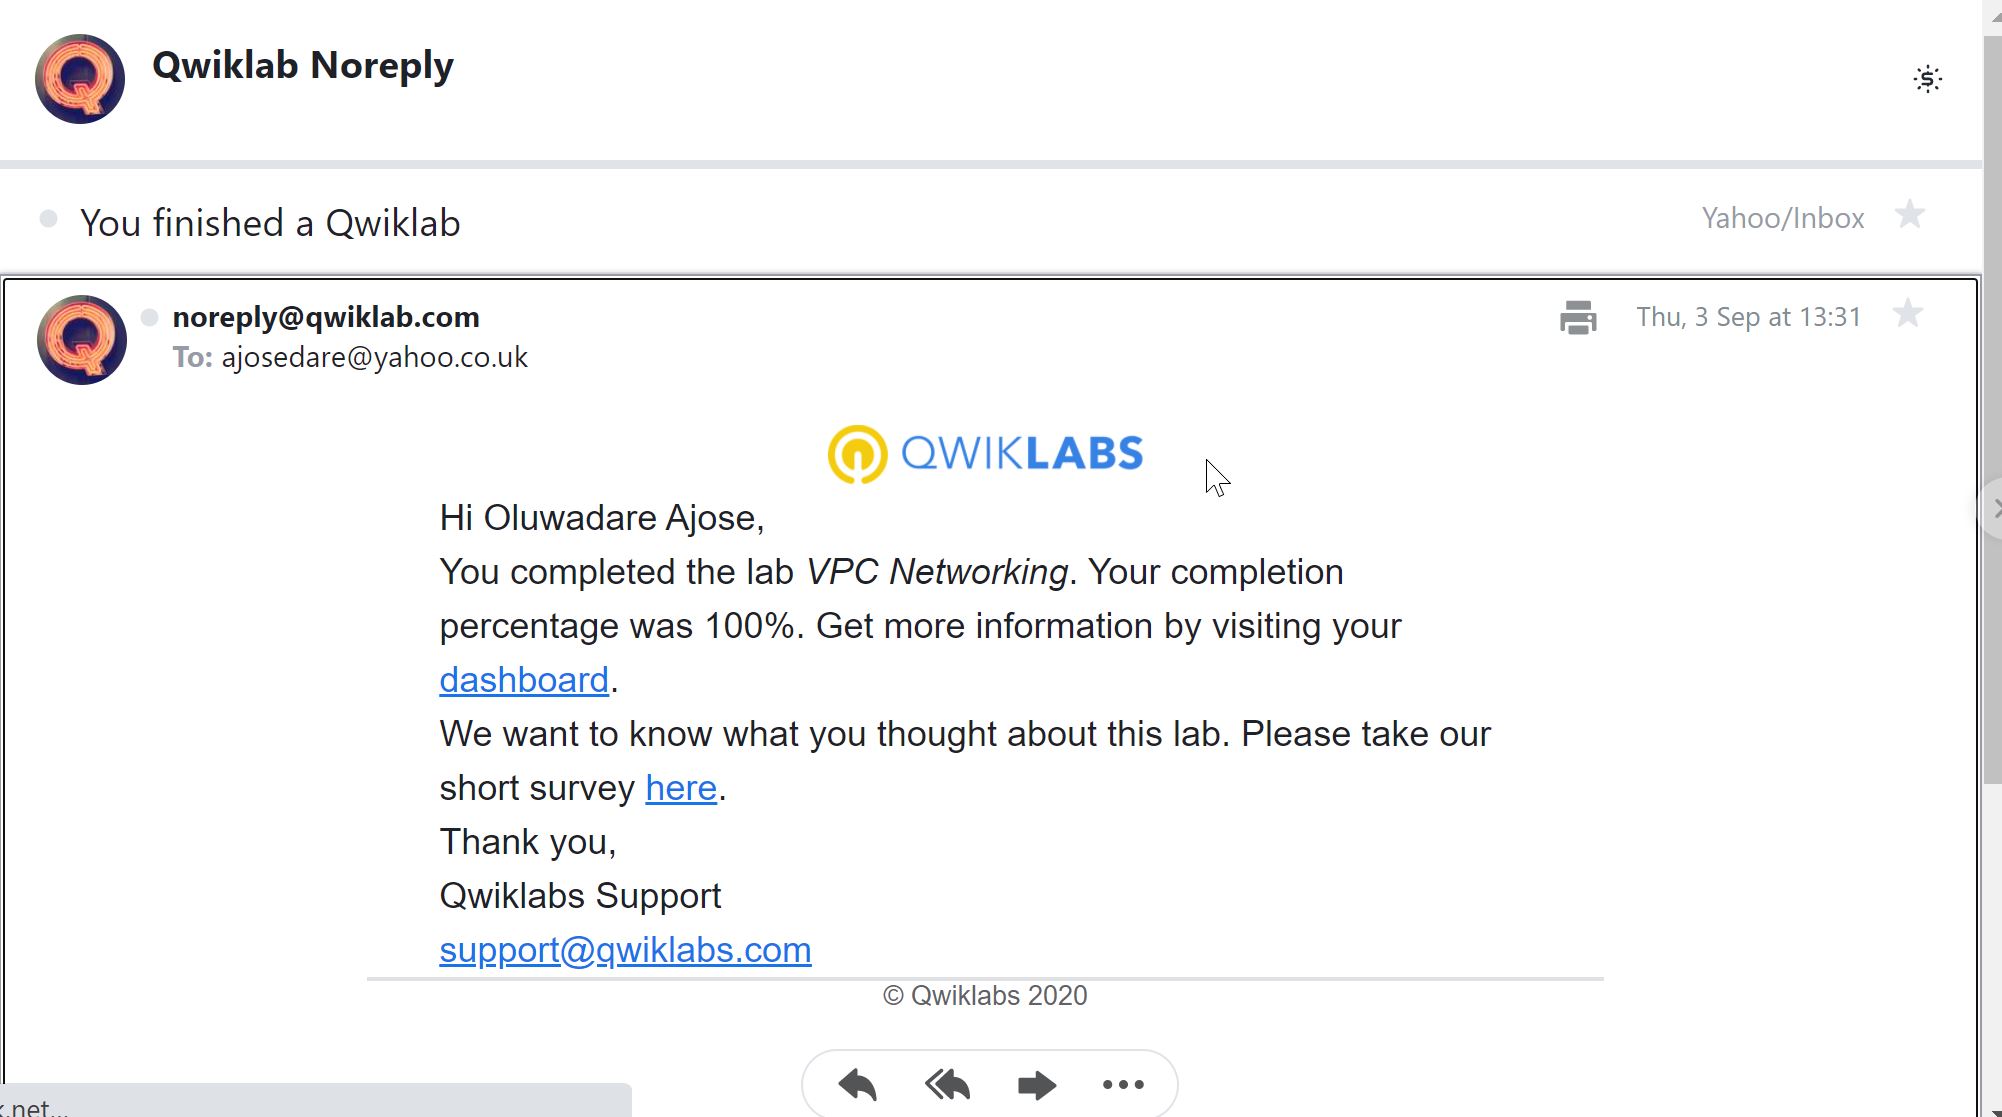 Qwiklab Noreply
You finished a Qwiklab
Yahoo/Inbox
noreply@qwiklab.com
Thu, 3 Sep at 13:31
To: ajosedare@yahoo.co.uk
QWIKLABS
Hi Oluwadare Ajose,
You completed the lab VPC Networking. Your completion
percentage was 100%. Get more information by visiting your
dashboard.
We want to know what you thought about this lab. Please take our
short survey here.
Thank you,
Qwiklabs Support
support@qwiklabs.com
© Qwiklabs 2020
.net...